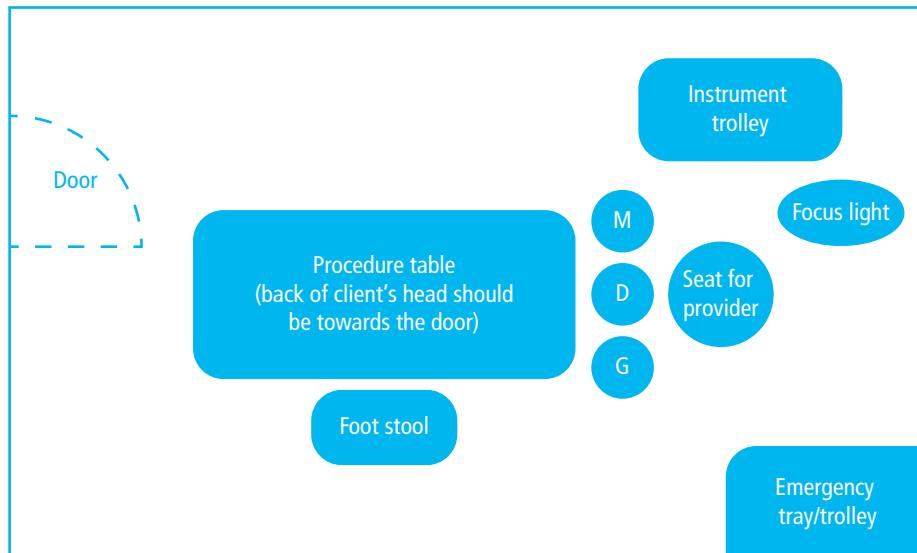 Instrument
trolley
Door
Focus light
M
Procedure table
(back of client’s head should
be towards the door)
D
Seat for
provider
G
Foot stool
Emergency
tray/trolley